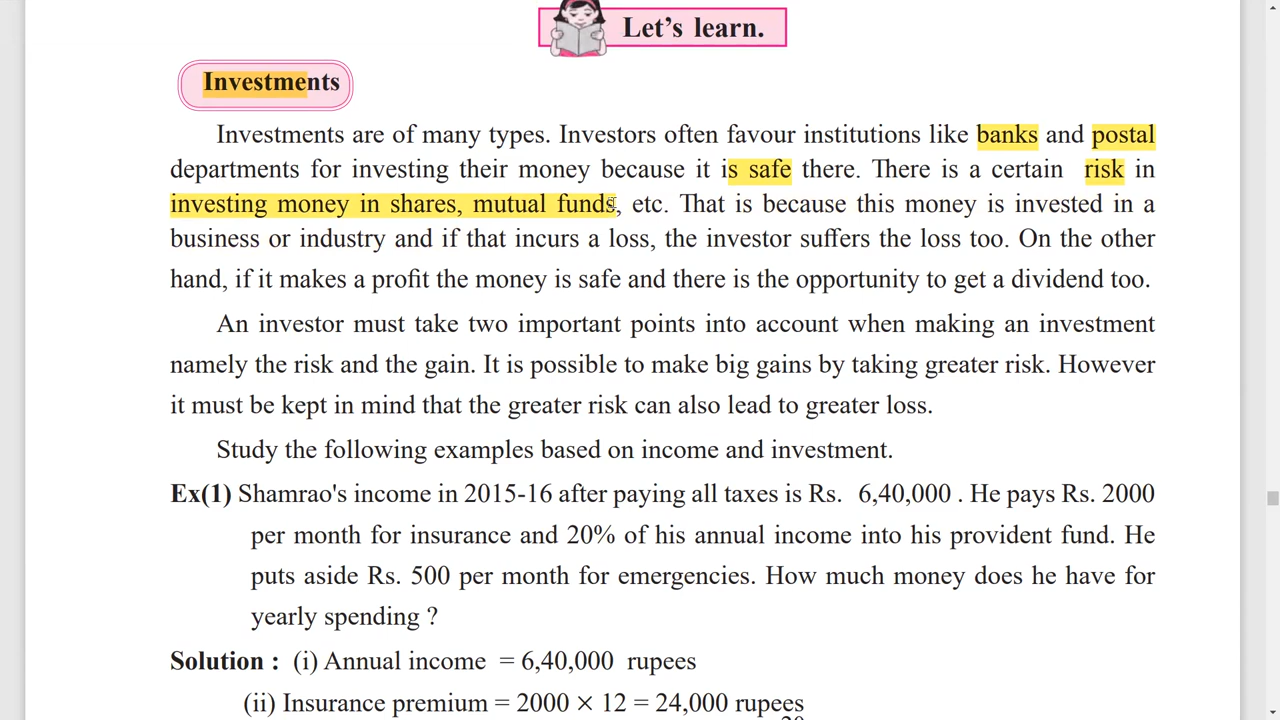 Let’s learn.
Investments
Investments are of many types. Investors often favour institutions like banks and postal
departments for investing their money because it is safe there. There is a certain risk in
investing money in shares, mutual funds, etc. That is because this money is invested in a
business or industry and if that incurs a loss, the investor suffers the loss too. On the other
hand, if it makes a profit the money is safe and there is the opportunity to get a dividend too.
An investor must take two important points into account when making an investment
namely the risk and the gain. It is possible to make big gains by taking greater risk. However
it must be kept in mind that the greater risk can also lead to greater loss.
Study the following examples based on income and investment.
Ex(1) Shamrao's income in 2015-16 after paying all taxes is Rs. 6,40,000 . He pays Rs. 2000
per month for insurance and 20% of his annual income into his provident fund. He
puts aside Rs. 500 per month for emergencies. How much money does he have for
yearly spending ?
Solution : (i) Annual income = 6,40,000 rupees
(ii) Insurance premium = 2000 × 12 = 24,000 rupees